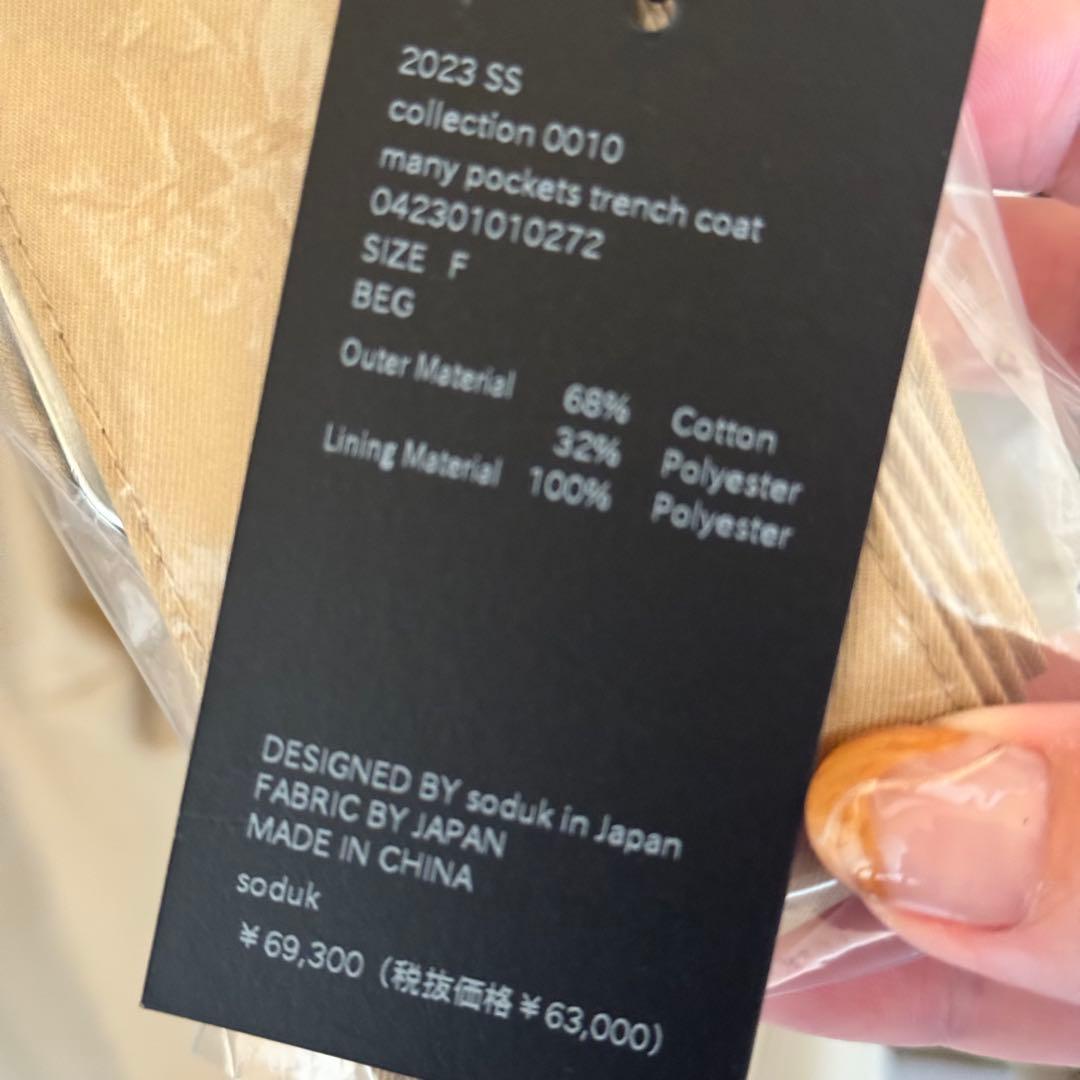 2023 SS
collection 0010
many pockets trench coat
042301010272
SIZE F
BEG
Outer Material 68% Cotton
32% Polyester
Lining Material 100% Polyester
DESIGNED BY soduk in Japan
FABRIC BY JAPAN
MADE IN CHINA
soduk
￥69,300（税抜価格￥63,000）